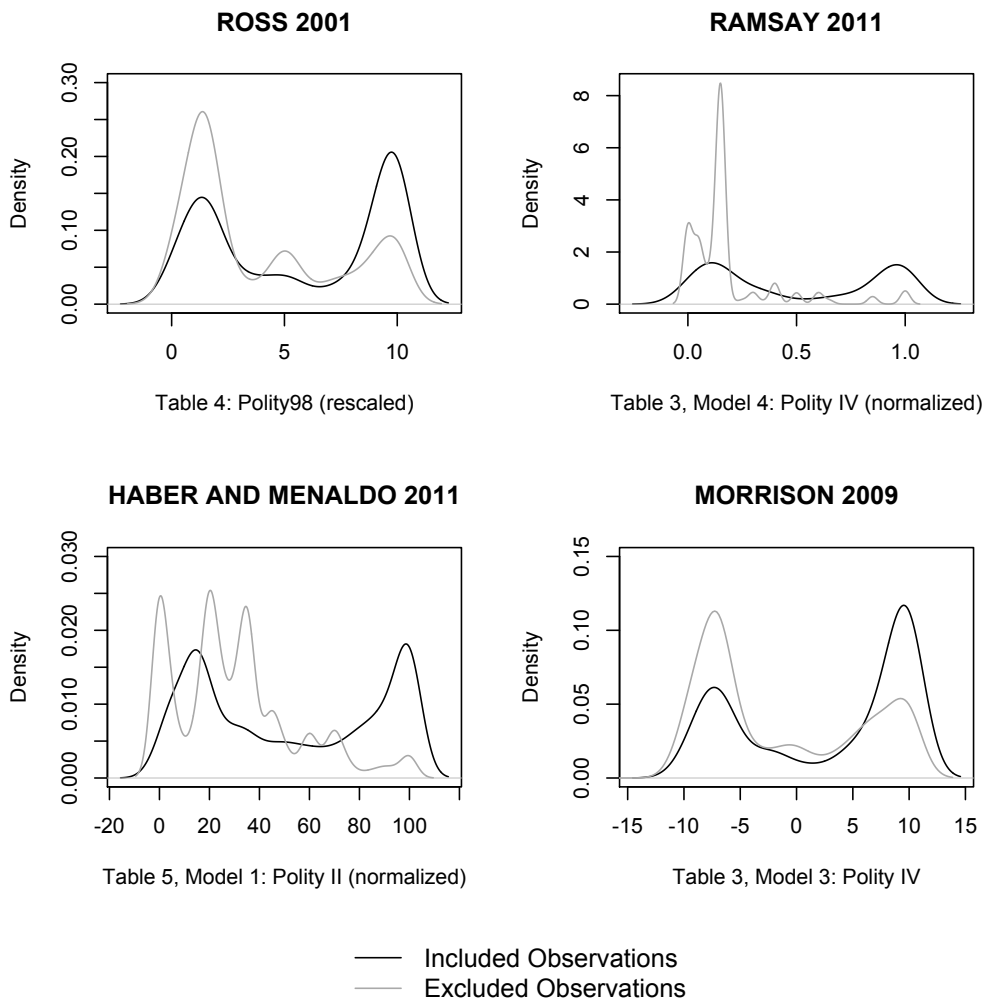 ROSS 2001
Density
0.00 0.10 0.20 0.30
0 5 10
Table 4: Polity98 (rescaled)
RAMSAY 2011
Density
0 2 4 6 8
0.0 0.5 1.0
Table 3, Model 4: Polity IV (normalized)
HABER AND MENALDO 2011
Density
0.000 0.010 0.020 0.030
-20 0 20 40 60 80 100
Table 5, Model 1: Polity II (normalized)
MORRISON 2009
Density
0.00 0.05 0.10 0.15
-15 -10 -5 0 5 10 15
Table 3, Model 3: Polity IV
Included Observations
Excluded Observations